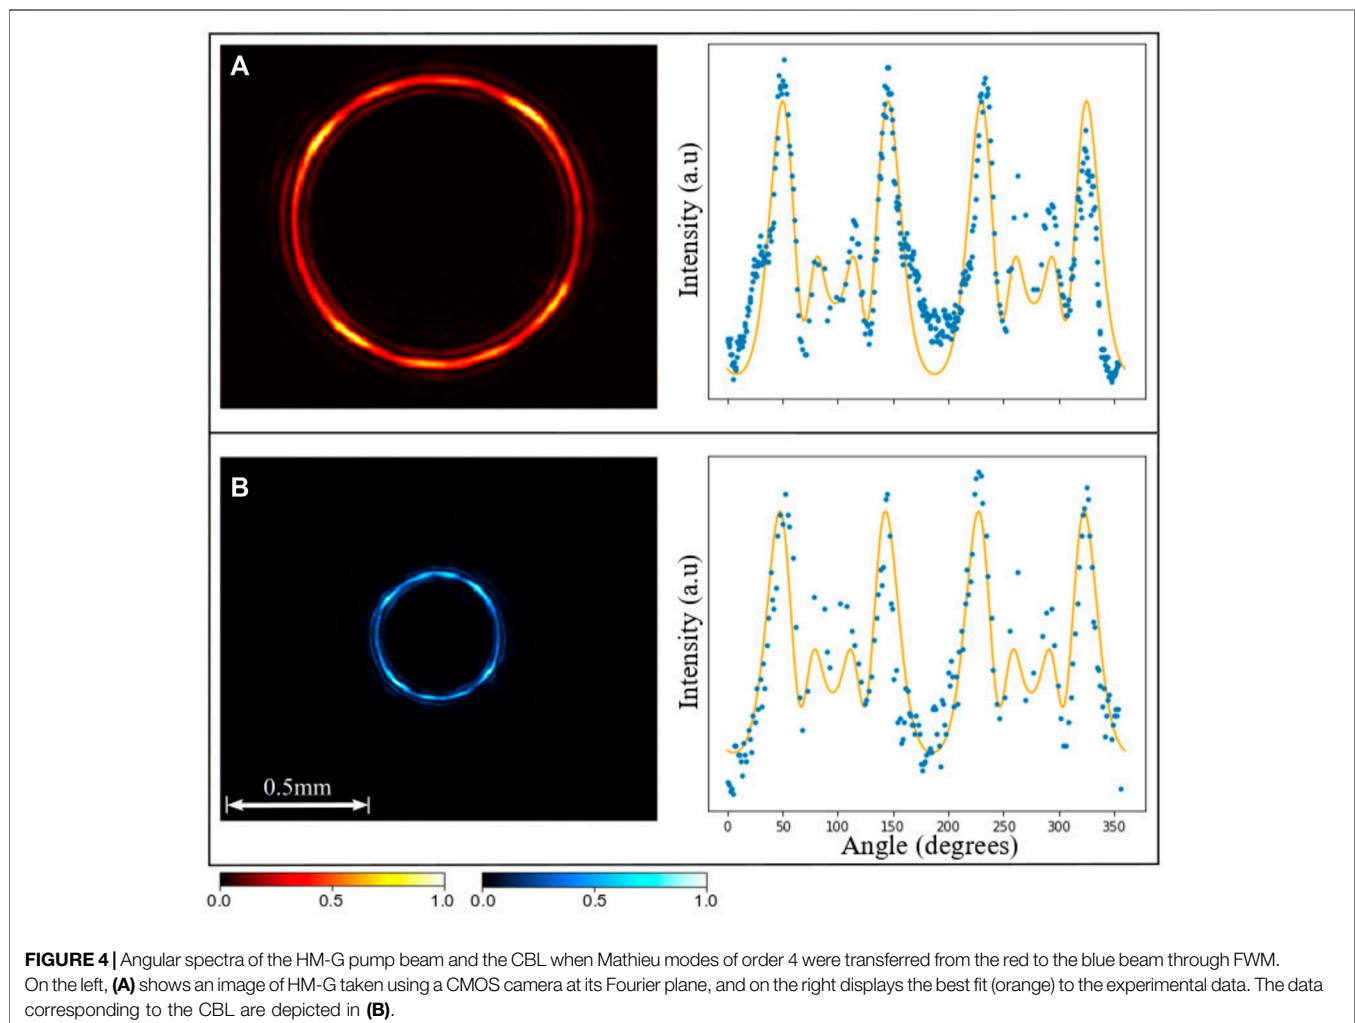 A
Intensity (a.u)
B
0.5mm
Intensity (a.u)
0 50 100 150 200 250 300 350
Angle (degrees)
0.0 0.5 1.0 0.0 0.5 1.0
FIGURE 4 | Angular spectra of the HM-G pump beam and the CBL when Mathieu modes of order 4 were transferred from the red to the blue beam through FWM.
On the left, (A) shows an image of HM-G taken using a CMOS camera at its Fourier plane, and on the right displays the best fit (orange) to the experimental data. The data
corresponding to the CBL are depicted in (B).